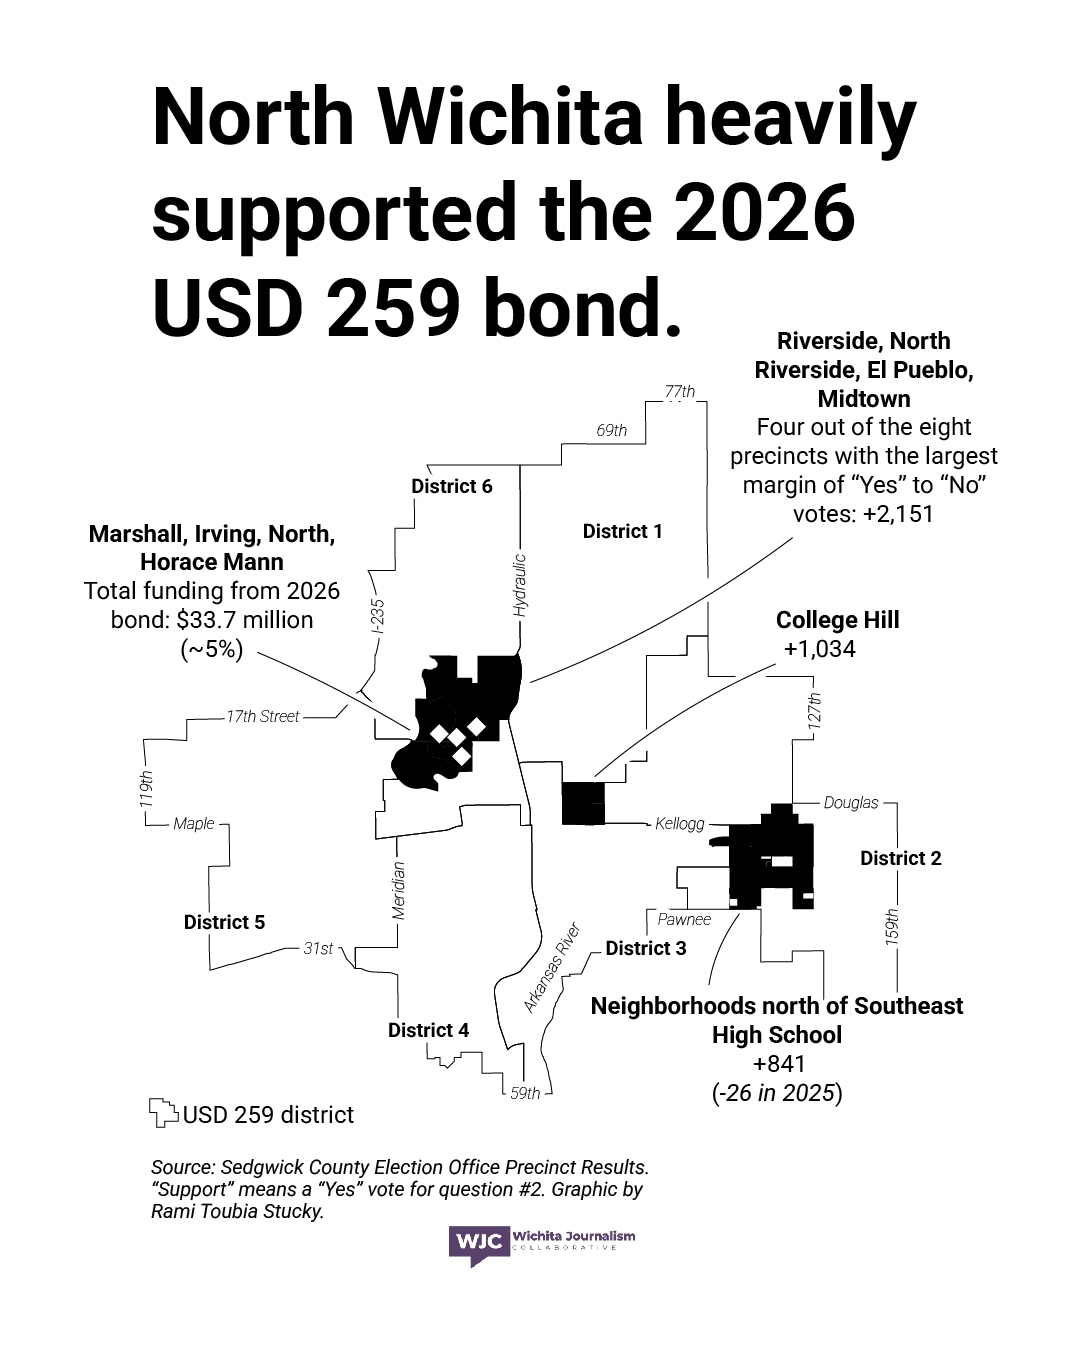 North Wichita heavily
supported the 2026
USD 259 bond.
Riverside, North
Riverside, El Pueblo,
Midtown
Four out of the eight
precincts with the largest
margin of “Yes” to “No”
votes: +2,151
77th
69th
District 6
District 1
Marshall, Irving, North,
Horace Mann
Total funding from 2026
bond: $33.7 million
(~5%)
Hydraulic
I-235
College Hill
+1,034
17th Street
127th
119th
Maple
Douglas
Kellogg
District 2
Meridian
District 5
Pawnee
159th
31st
District 3
Arkansas River
Neighborhoods north of Southeast
High School
+841
(-26 in 2025)
District 4
59th
USD 259 district
Source: Sedgwick County Election Office Precinct Results.
“Support” means a “Yes” vote for question #2. Graphic by
Rami Toubia Stucky.
WJC
Wichita Journalism
COLLABORATIVE